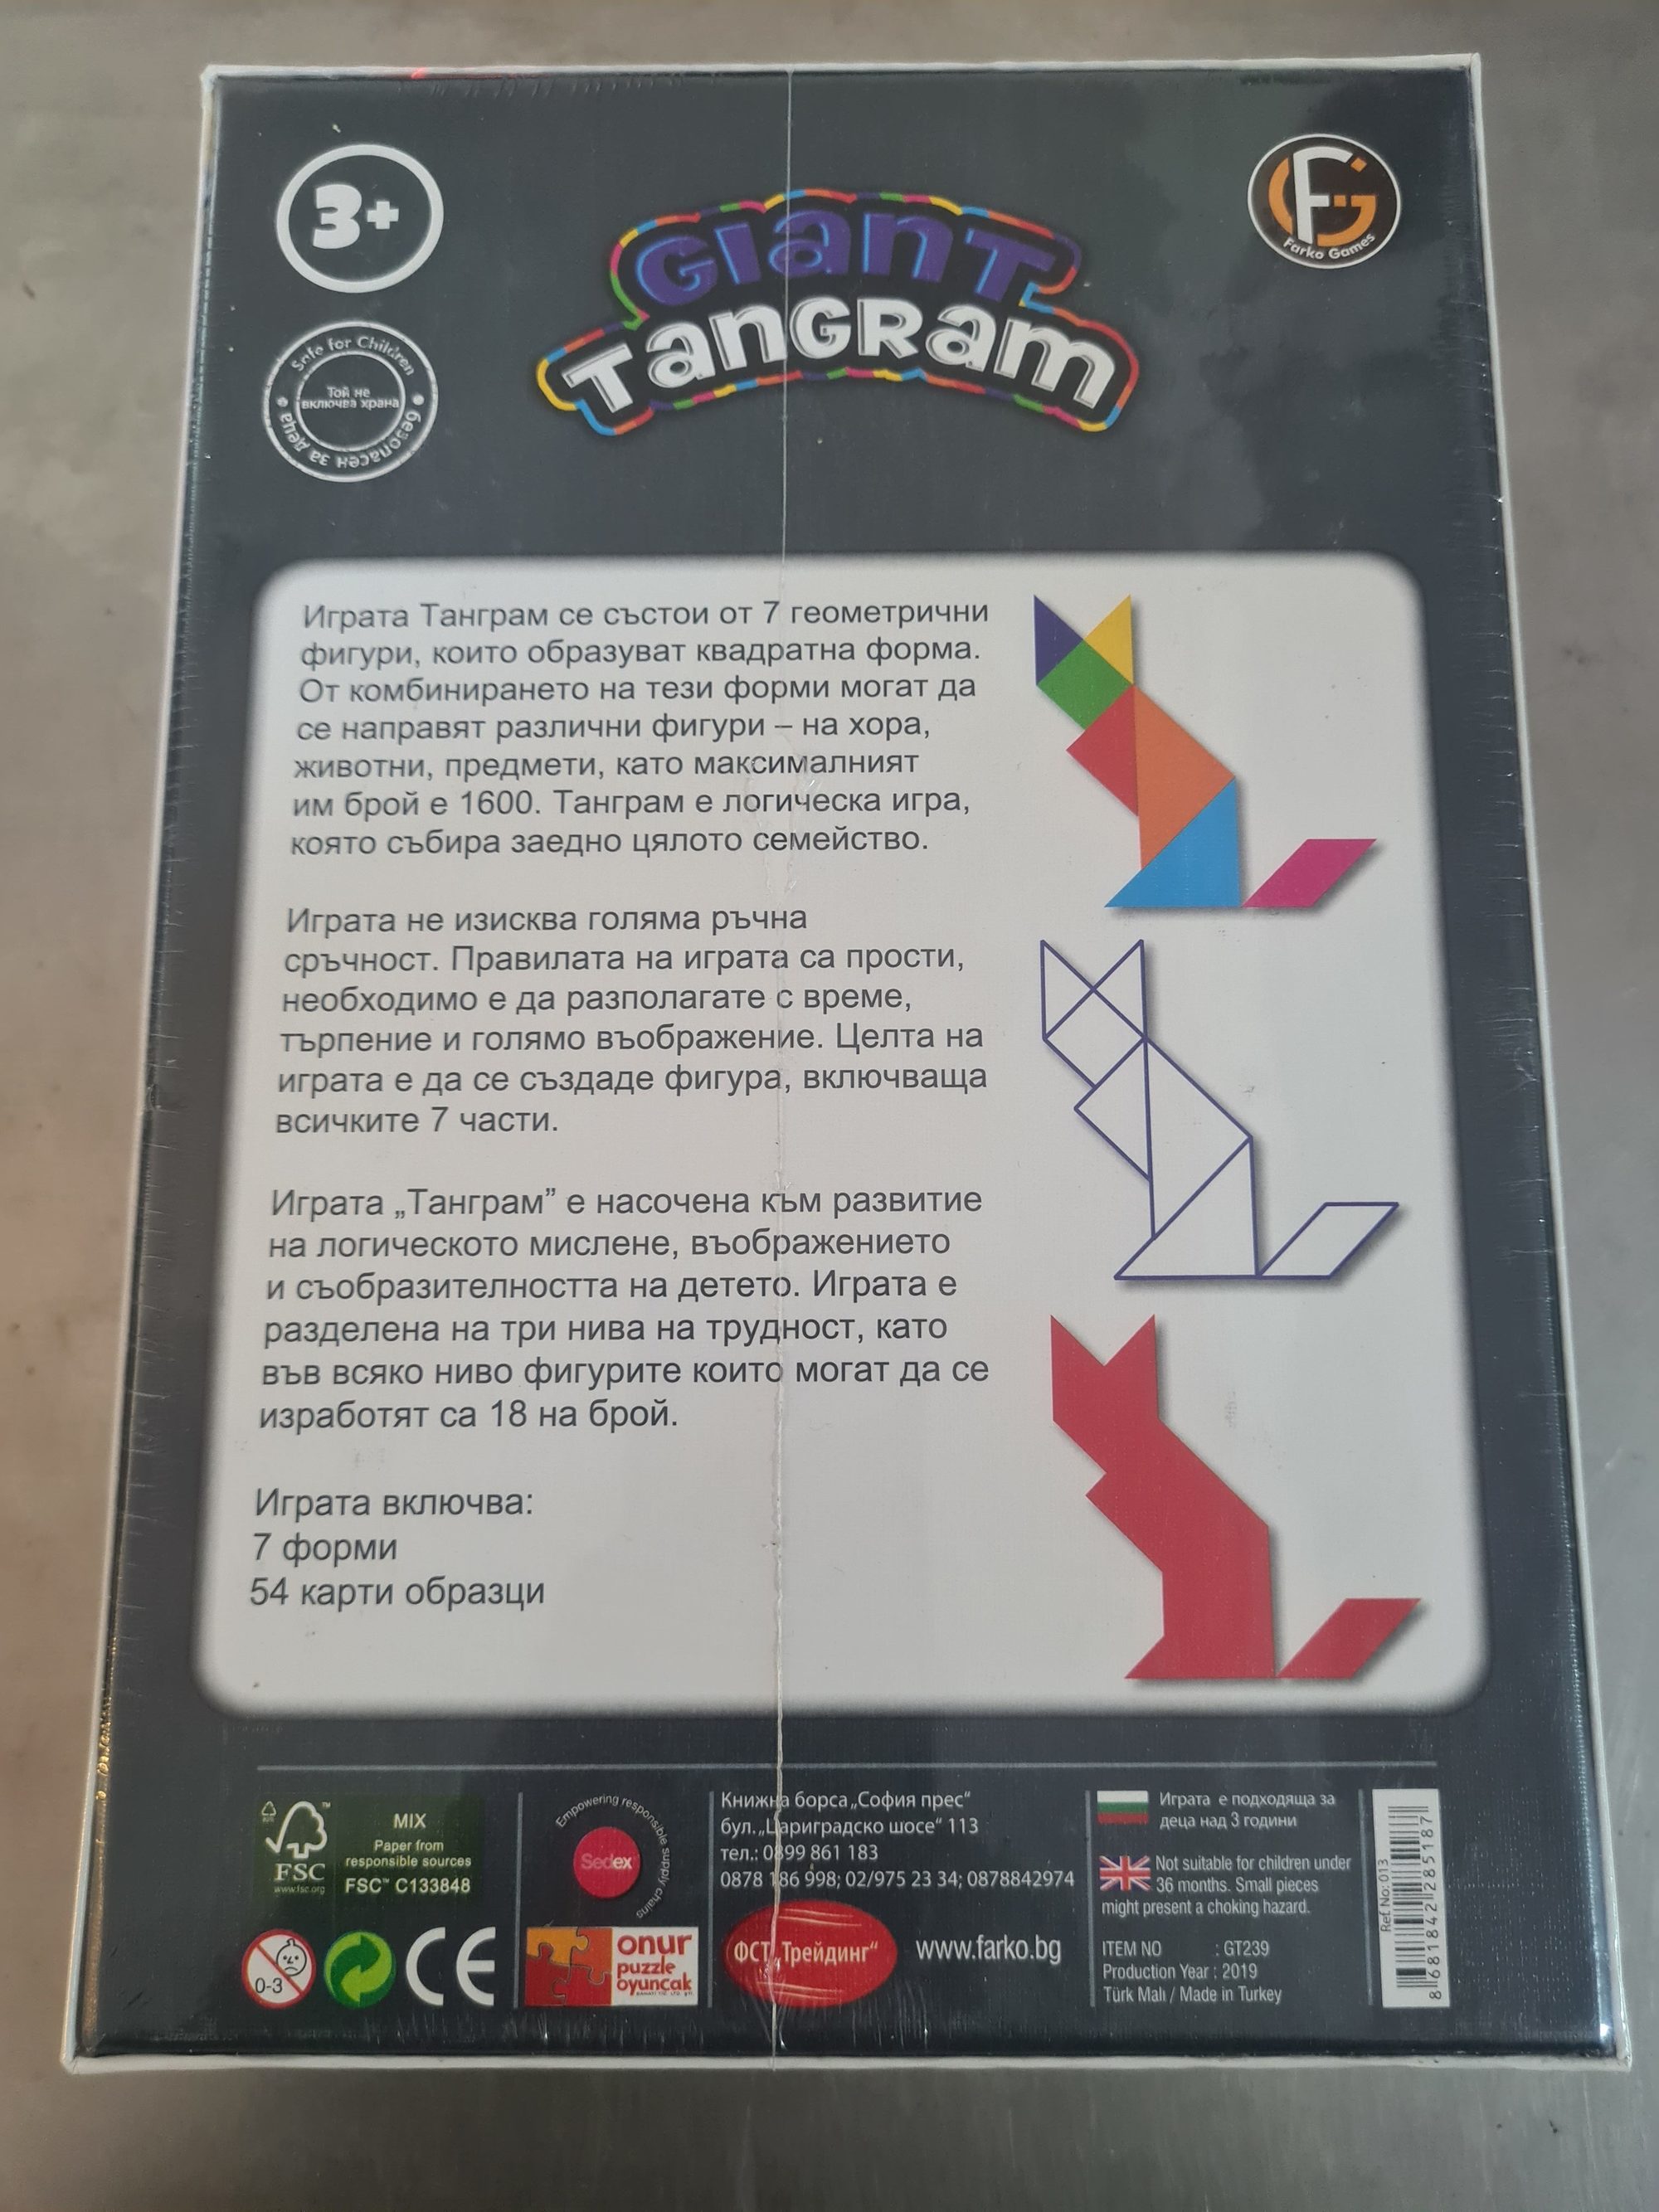 3+
GIANT
TANGRAM
FG
Farko Games
Safe for Children
Той не
включва храна
безопасен за деца
Играта Танграм се състои от 7 геометрични
фигури, които образуват квадратна форма.
От комбинирането на тези форми могат да
се направят различни фигури – на хора,
животни, предмети, като максималният
им брой е 1600. Танграм е логическа игра,
която събира заедно цялото семейство.
Играта не изисква голяма ръчна
сръчност. Правилата на играта са прости,
необходимо е да разполагате с време,
търпение и голямо въображение. Целта на
играта е да се създаде фигура, включваща
всичките 7 части.
Играта „Танграм” е насочена към развитие
на логическото мислене, въображението
и съобразителността на детето. Играта е
разделена на три нива на трудност, като
във всяко ниво фигурите които могат да се
изработят са 18 на брой.
Играта включва:
7 форми
54 карти образци
FSC
www.fsc.org
MIX
Paper from
responsible sources
FSC™ C133848
0-3
CE
Empowering responsible supply chains
Sedex
onur
puzzle
oyuncak
Книжна борса „София прес“
бул. „Цариградско шосе“ 113
тел.: 0899 861 183
0878 186 998; 02/975 23 34; 0878842974
ФСТ „Трейдинг“
www.farko.bg
Играта е подходяща за
деца над 3 години
Not suitable for children under
36 months. Small pieces
might present a choking hazard.
ITEM NO : GT239
Production Year : 2019
Türk Malı / Made in Turkey
Ref. No: 013
8681842285187